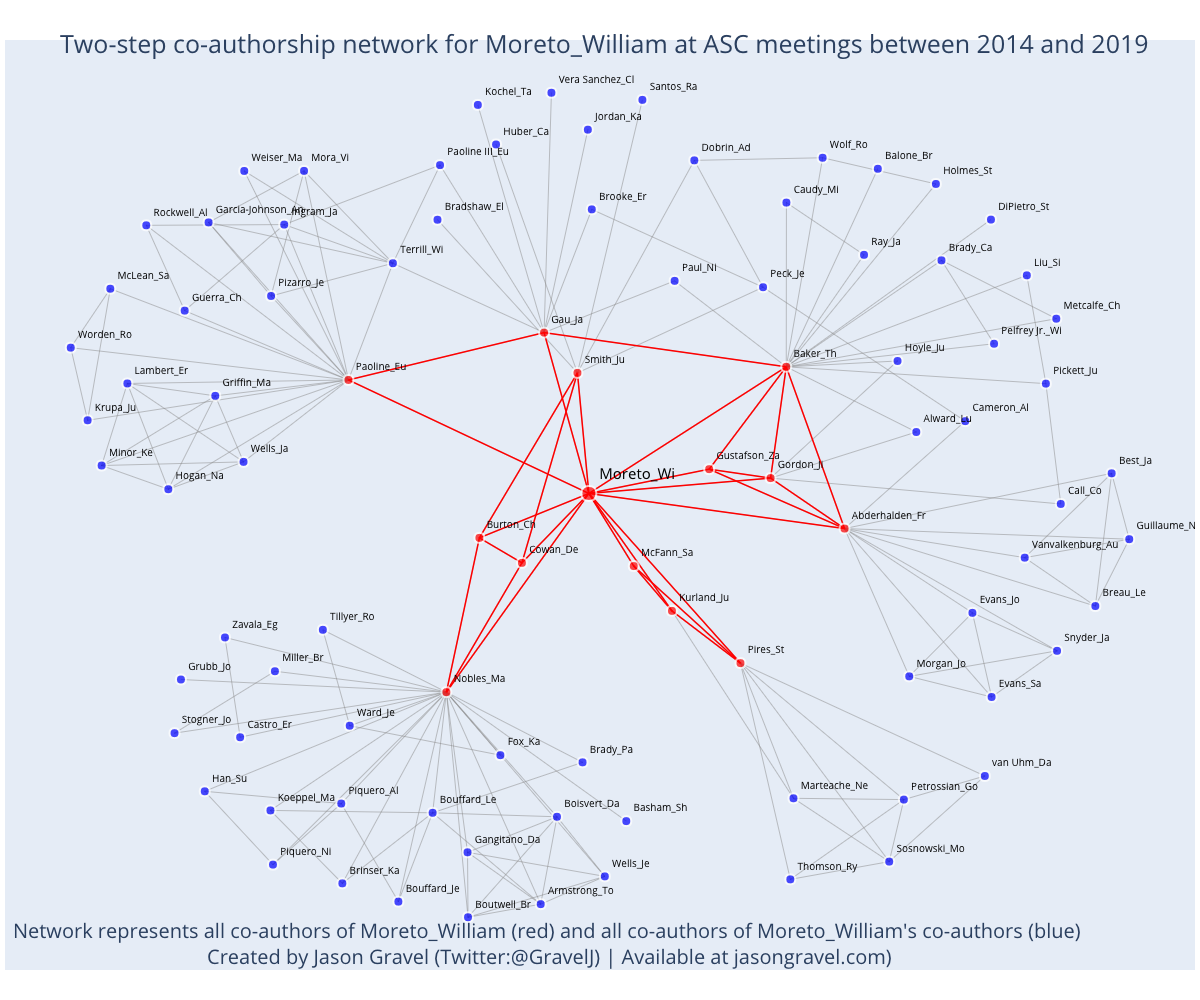 Two-step co-authorship network for Moreto_William at ASC meetings between 2014 and 2019
Vera Sanchez_Cl
Kochel_Ta
Santos_Ra
Jordan_Ka
Huber_Ca
Dobrin_Ad
Wolf_Ro
Paoline III_Eu
Weiser_Ma
Mora_Vi
Balone_Br
Holmes_St
Caudy_Mi
Brooke_Er
Bradshaw_El
Rockwell_Al
Garcia-Johnson_An
Ingram_Ja
DiPietro_St
Terrill_Wi
Ray_Ja
Brady_Ca
Liu_Si
McLean_Sa
Pizarro_Je
Paul_Ni
Peck_Je
Guerra_Ch
Metcalfe_Ch
Worden_Ro
Gau_Ja
Pelfrey Jr._Wi
Paoline_Eu
Smith_Ju
Baker_Th
Hoyle_Ju
Lambert_Er
Griffin_Ma
Pickett_Ju
Krupa_Ju
Cameron_Al
Alward_Lu
Minor_Ke
Wells_Ja
Hogan_Na
Gustafson_Za
Gordon_Ji
Best_Ja
Moreto_Wi
Call_Co
Abderhalden_Fr
Burton_Ch
Guillaume_N
Cowan_De
McFann_Sa
Vanvalkenburg_Au
Kurland_Ju
Breau_Le
Evans_Jo
Tillyer_Ro
Zavala_Eg
Snyder_Ja
Miller_Br
Grubb_Jo
Pires_St
Morgan_Jo
Nobles_Ma
Evans_Sa
Stogner_Jo
Castro_Er
Ward_Je
Fox_Ka
Brady_Pa
van Uhm_Da
Han_Su
Koeppel_Ma
Piquero_Al
Bouffard_Le
Boisvert_Da
Basham_Sh
Marteache_Ne
Petrossian_Go
Gangitano_Da
Piquero_Ni
Brinser_Ka
Wells_Je
Sosnowski_Mo
Thomson_Ry
Bouffard_Je
Armstrong_To
Boutwell_Br
Network represents all co-authors of Moreto_William (red) and all co-authors of Moreto_William's co-authors (blue)
Created by Jason Gravel (Twitter:@GravelJ) | Available at jasongravel.com)